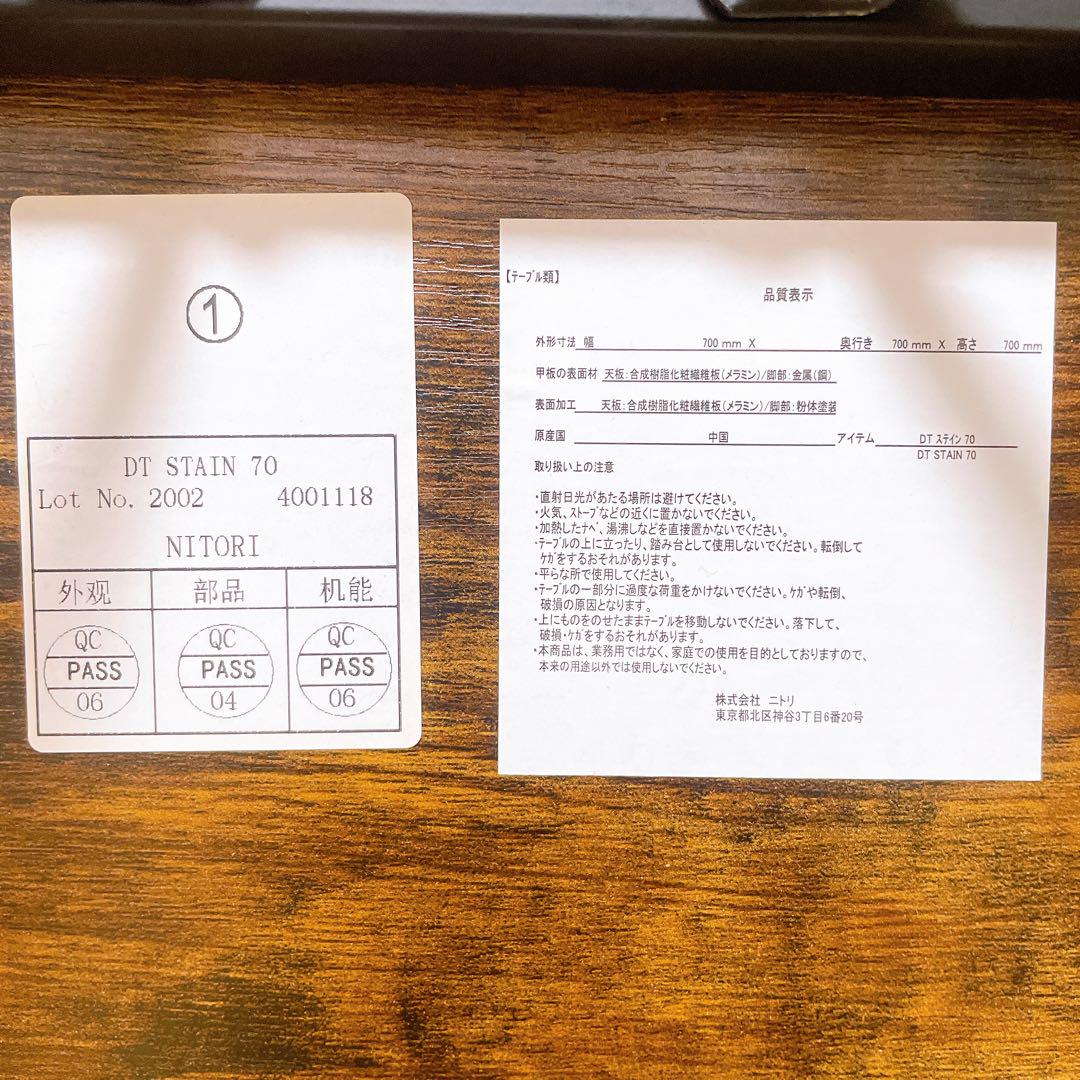 ①
DT STAIN 70
Lot No. 2002 4001118
NITORI
外观 部品 机能
QC QC QC
PASS PASS PASS
06 04 06
【ﾃｰﾌﾞﾙ類】
品質表示
外形寸法 幅 700 mm X 奥行き 700 mm X 高さ 700 mm
甲板の表面材 天板:合成樹脂化粧繊維板(メラミン)/脚部:金属(鋼)
表面加工 天板:合成樹脂化粧繊維板(メラミン)/脚部:粉体塗装
原産国 中国 アイテム DT ステイン 70
DT STAIN 70
取り扱い上の注意
・直射日光があたる場所は避けてください。
・火気、ストーブなどの近くに置かないでください。
・加熱したナベ、湯沸しなどを直接置かないでください。
・テーブルの上に立ったり、踏み台として使用しないでください。転倒して
ケガをするおそれがあります。
・平らな所で使用してください。
・テーブルの一部分に過度な荷重をかけないでください。ケガや転倒、
破損の原因となります。
・上にものをのせたままテーブルを移動しないでください。落下して、
破損・ケガをするおそれがあります。
・本商品は、業務用ではなく、家庭での使用を目的としておりますので、
本来の用途以外では使用しないでください。
株式会社 ニトリ
東京都北区神谷3丁目6番20号